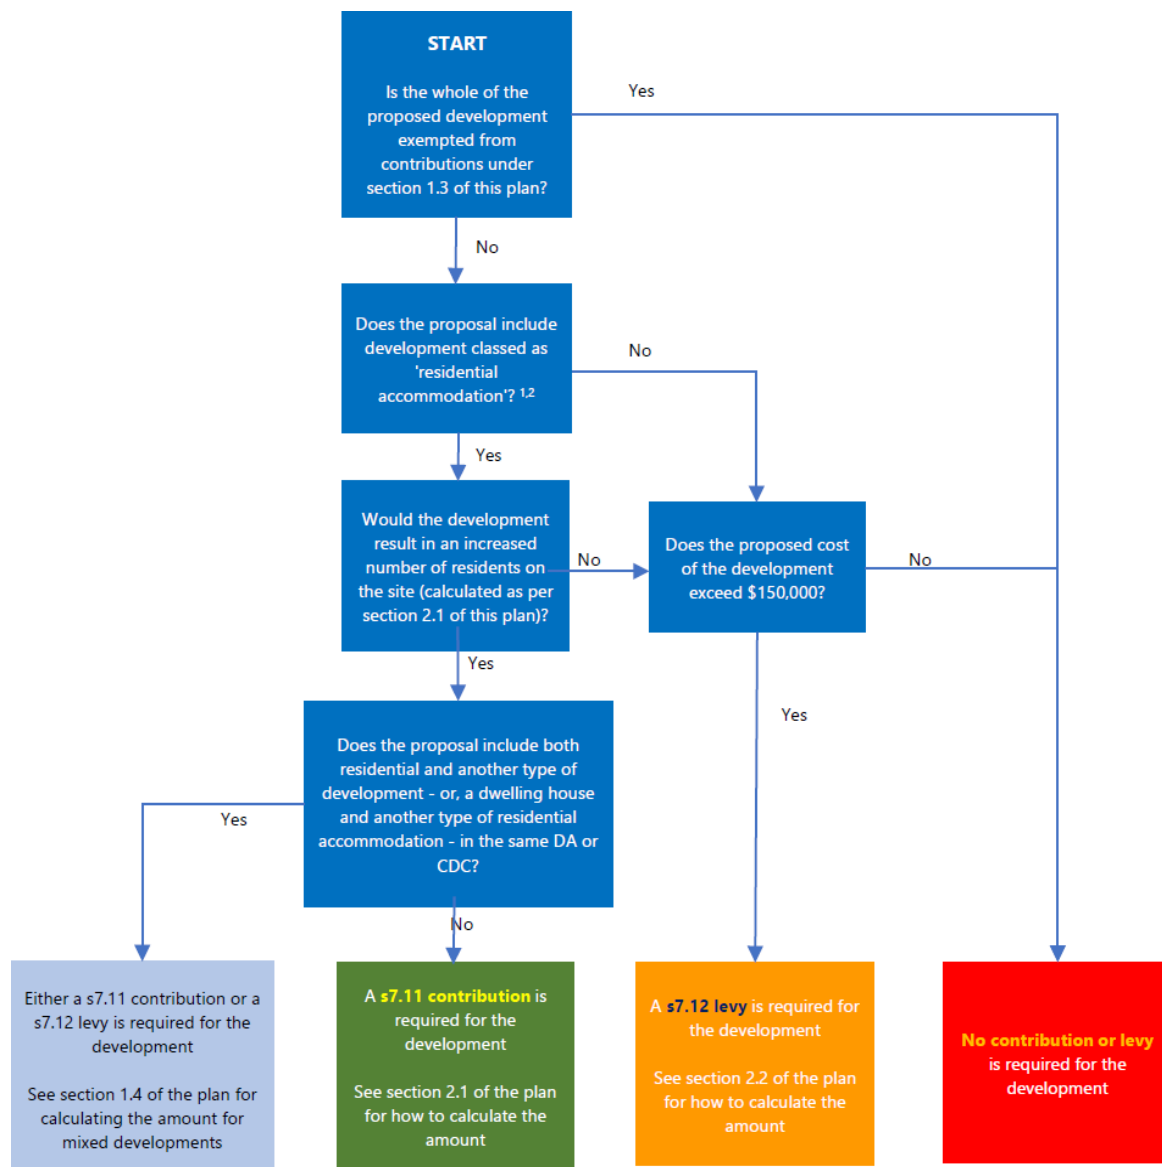 START
Is the whole of the
proposed development
exempted from
contributions under
section 1.3 of this plan?
Yes
No
Does the proposal include
development classed as
'residential
accommodation'? 1,2
No
Yes
Would the development
result in an increased
number of residents on
the site (calculated as per
section 2.1 of this plan)?
No
Does the proposed cost
of the development
exceed $150,000?
No
Yes
Yes
Does the proposal include both
residential and another type of
development - or, a dwelling house
and another type of residential
accommodation - in the same DA or
CDC?
Yes
No
Either a s7.11 contribution or a
s7.12 levy is required for the
development
See section 1.4 of the plan for
calculating the amount for
mixed developments
A s7.11 contribution is
required for the
development
See section 2.1 of the plan
for how to calculate the
amount
A s7.12 levy is required for
the development
See section 2.2 of the plan
for how to calculate the
amount
No contribution or levy
is required for the
development